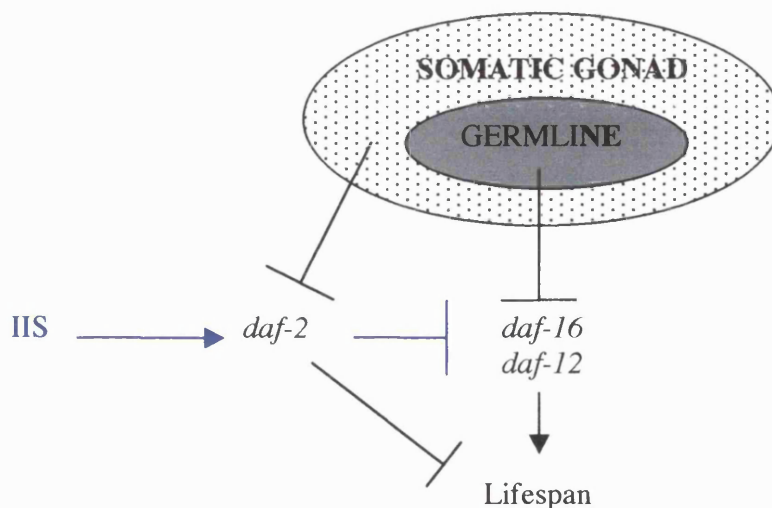 SOMATIC GONAD
GERMLINE
IIS
daf-2
daf-16
daf-12
Lifespan